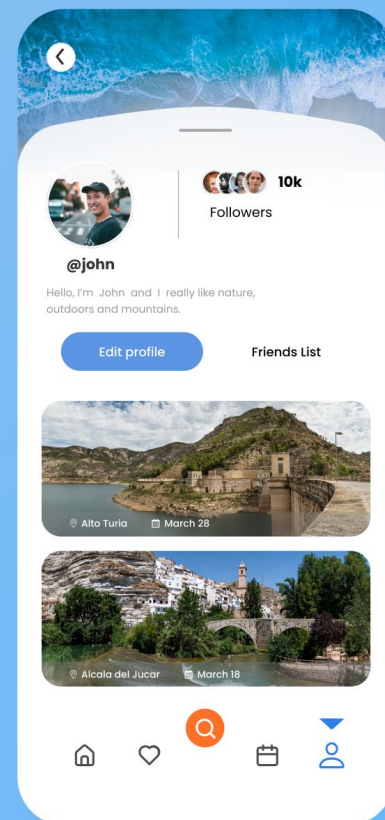 10k
Followers
@john
Hello, I'm John and I really like nature,
outdoors and mountains.
Edit profile
Friends List
Alto Turia
March 28
Alcala del Jucar
March 18